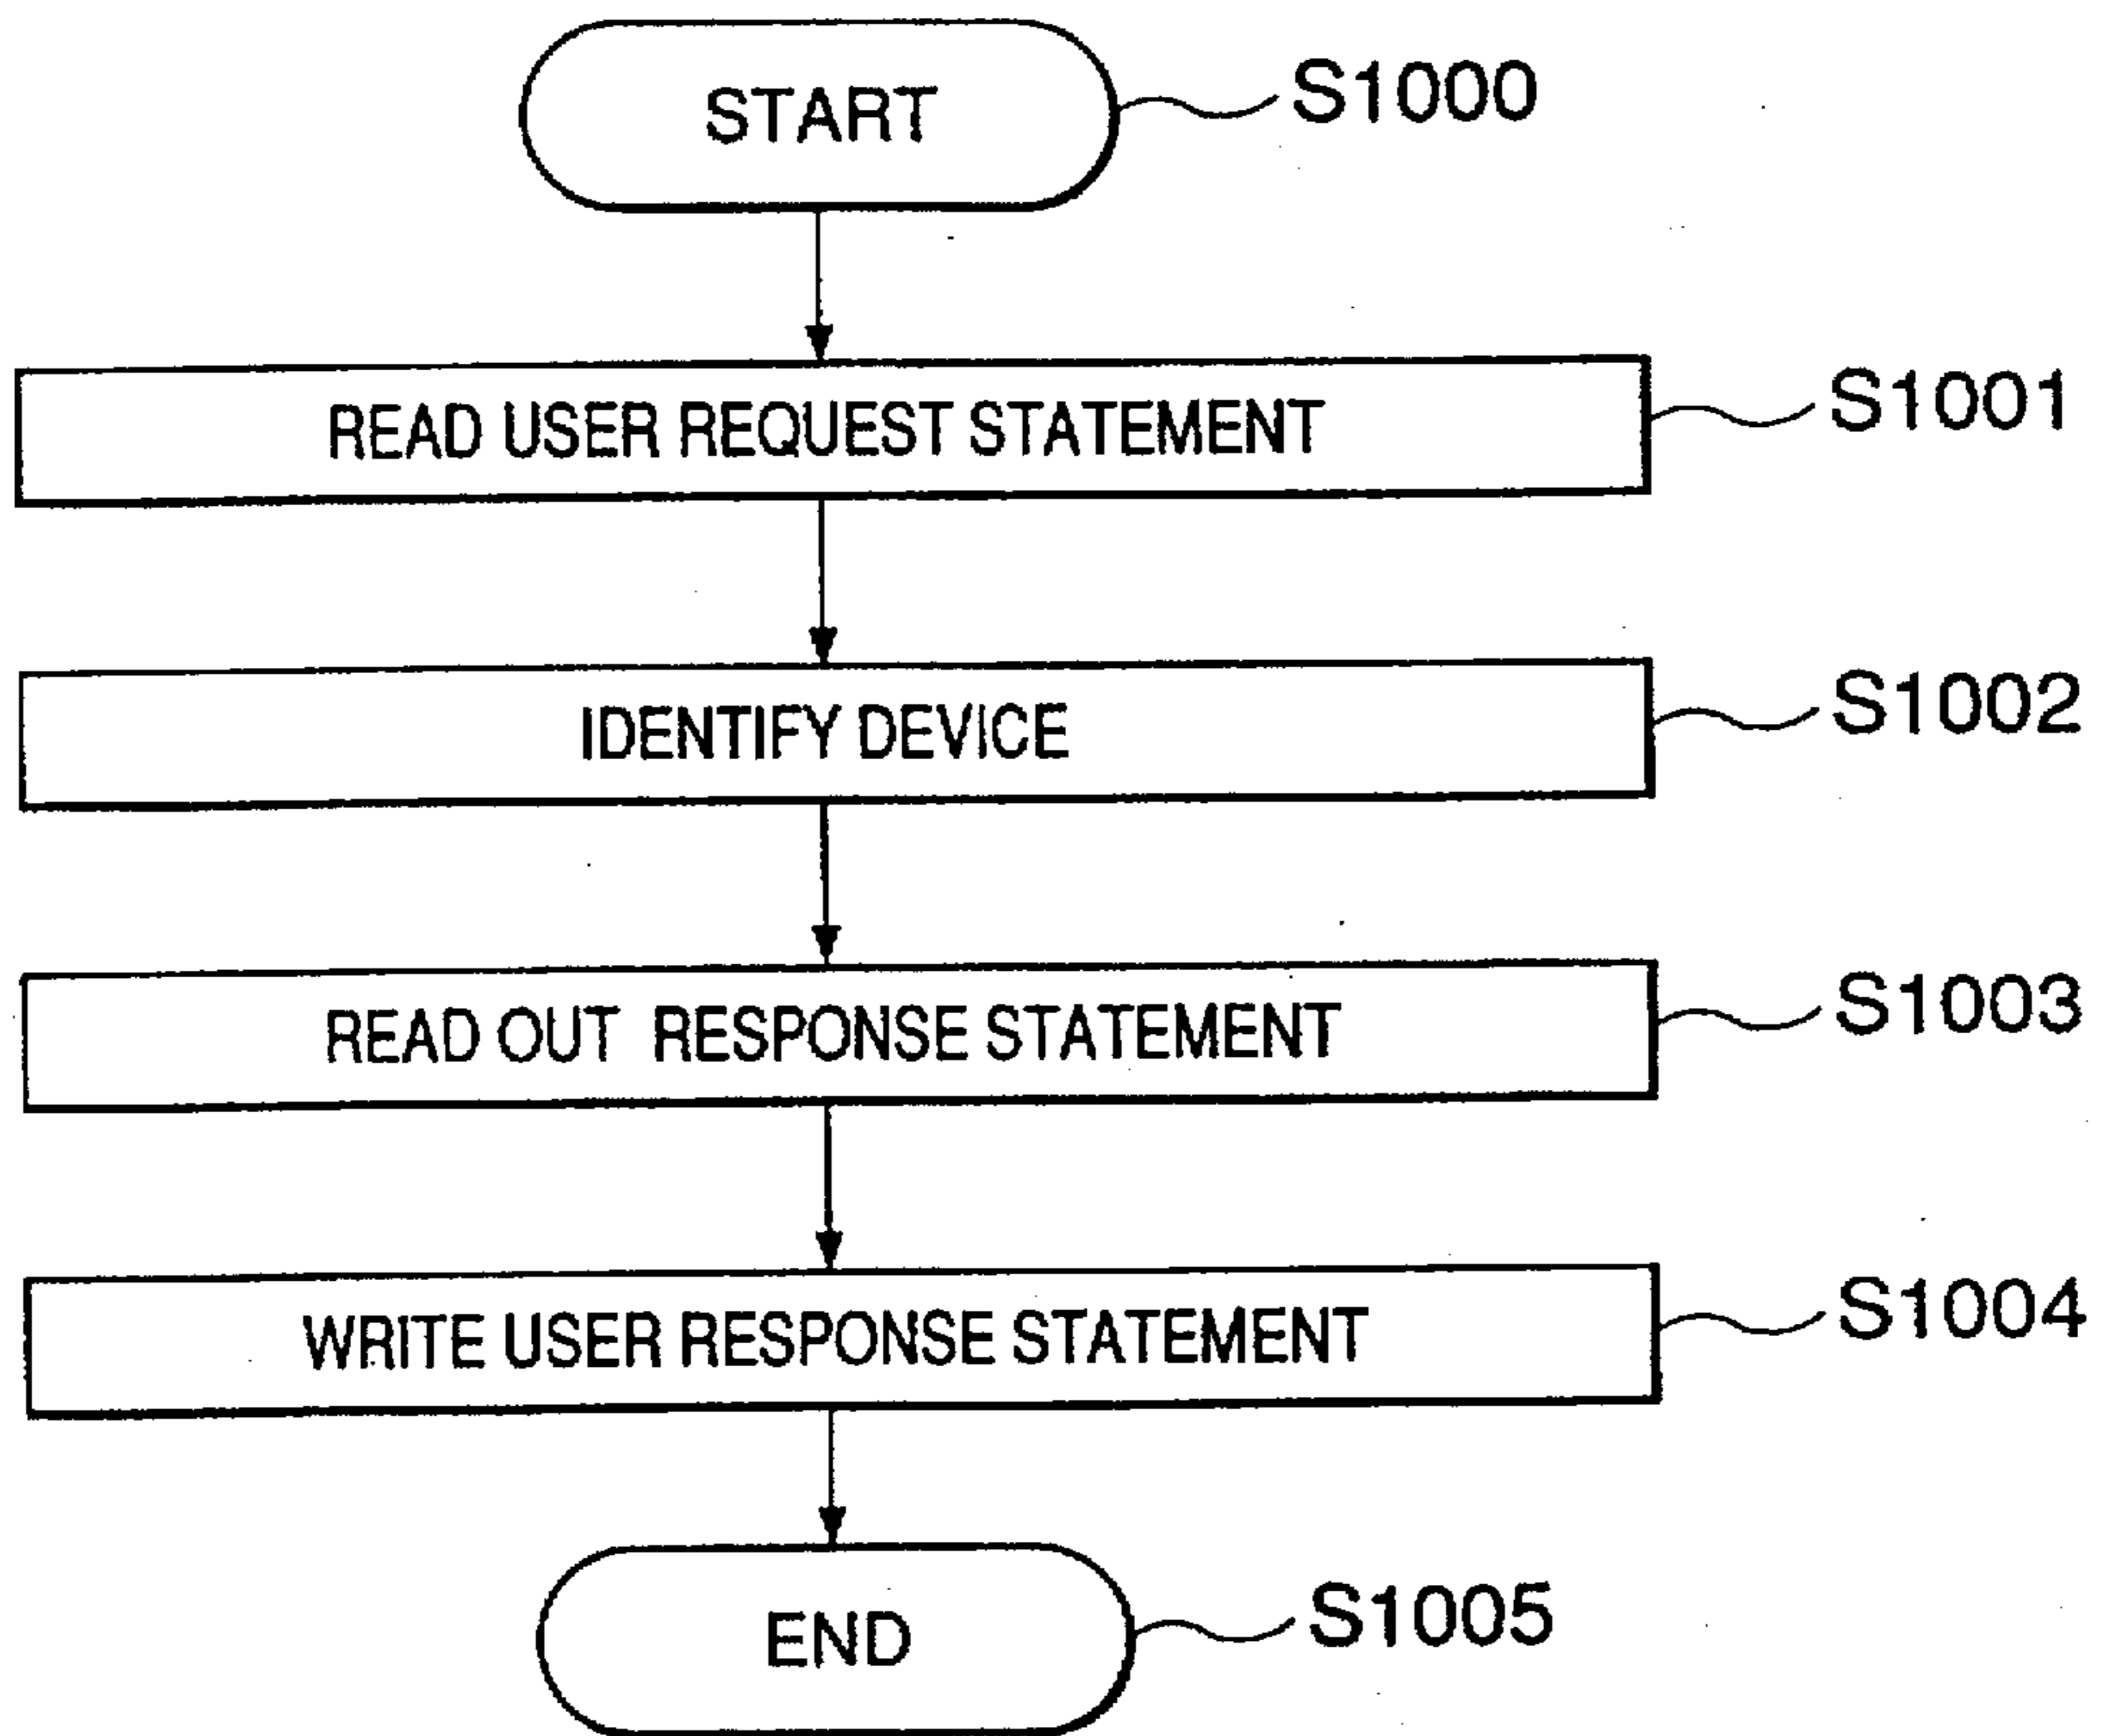 START S1000
READ USER REQUEST STATEMENT S1001
IDENTIFY DEVICE S1002
READ OUT RESPONSE STATEMENT S1003
WRITE USER RESPONSE STATEMENT S1004
END S1005